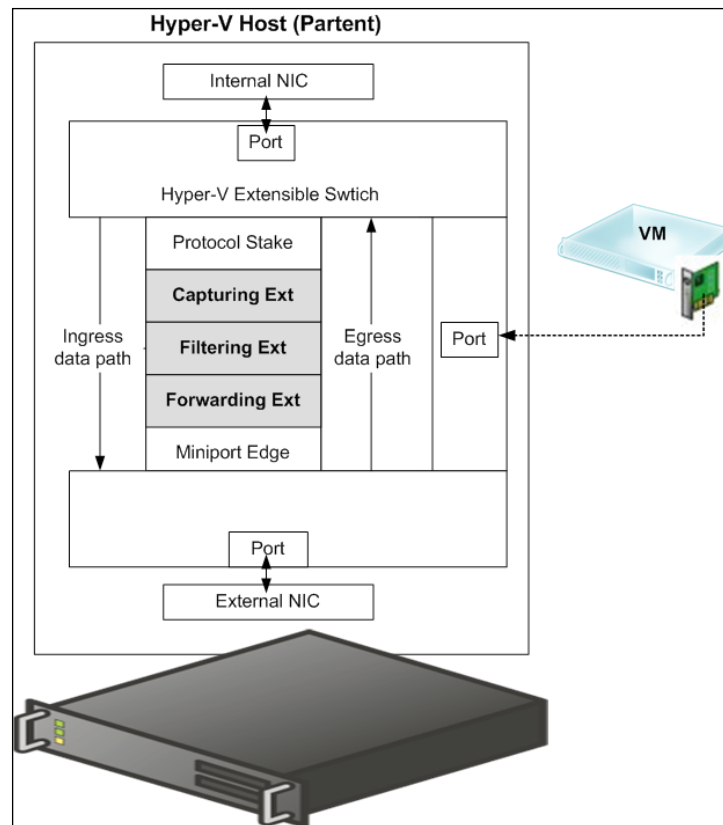 Hyper-V Host (Partent)
Internal NIC
Port
Hyper-V Extensible Swtich
Protocol Stake
Capturing Ext
Filtering Ext
Forwarding Ext
Miniport Edge
Ingress
data path
Egress
data path
Port
VM
Port
External NIC